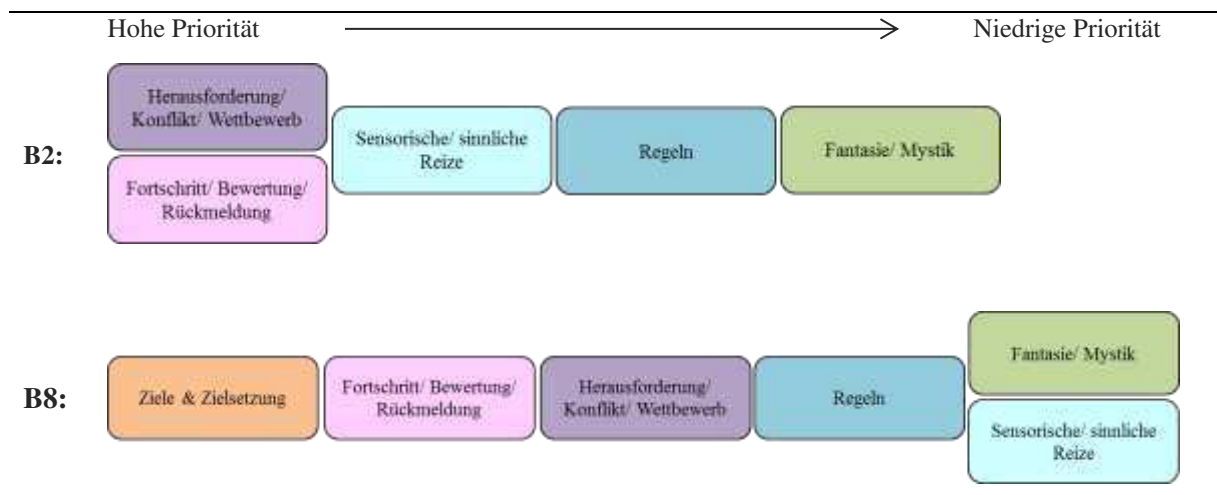 Hohe Priorität
Niedrige Priorität
B2:
Herausforderung/
Konflikt/ Wettbewerb
Fortschritt/ Bewertung/
Rückmeldung
Sensorische/ sinnliche
Reize
Regeln
Fantasie/ Mystik
B8:
Ziele & Zielsetzung
Fortschritt/ Bewertung/
Rückmeldung
Herausforderung/
Konflikt/ Wettbewerb
Regeln
Fantasie/ Mystik
Sensorische/ sinnliche
Reize